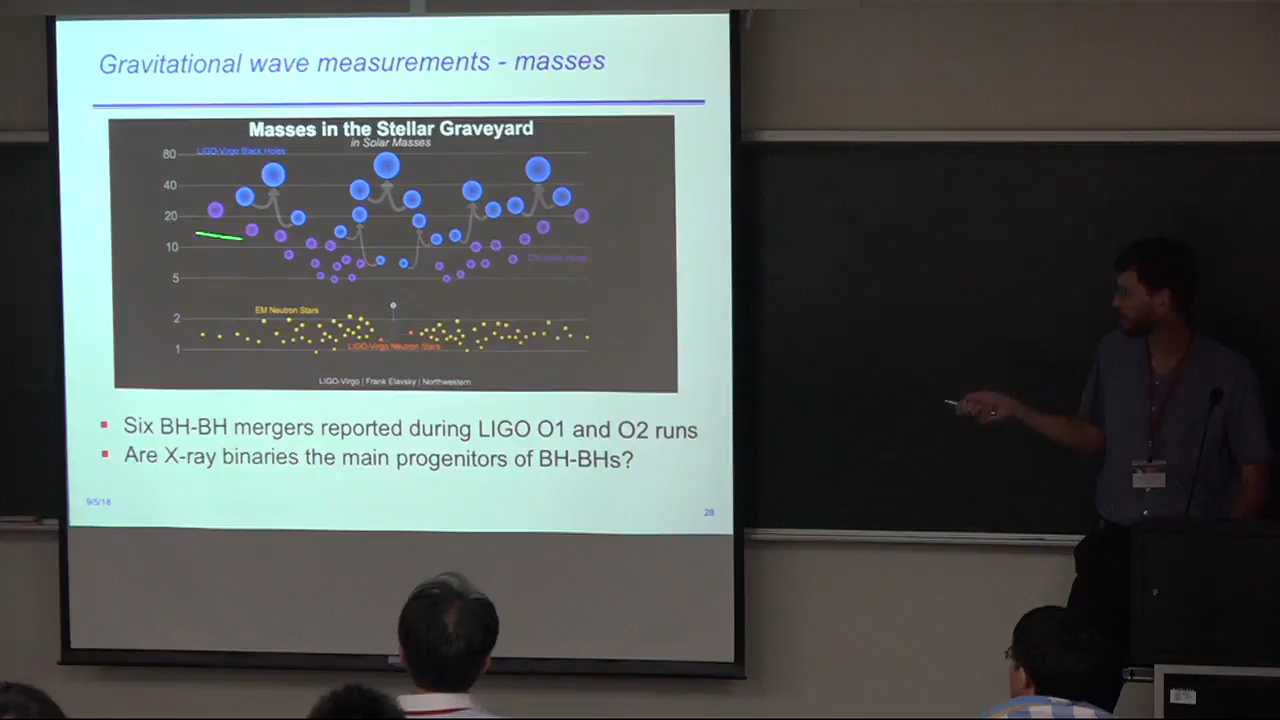 Gravitational wave measurements - masses
Masses in the Stellar Graveyard
in Solar Masses
LIGO-Virgo Black Holes
80
40
20
10
5
2
1
EM Black Holes
EM Neutron Stars
LIGO-Virgo Neutron Stars
LIGO-Virgo | Frank Elavsky | Northwestern
Six BH-BH mergers reported during LIGO O1 and O2 runs
Are X-ray binaries the main progenitors of BH-BHs?
9/5/18
28